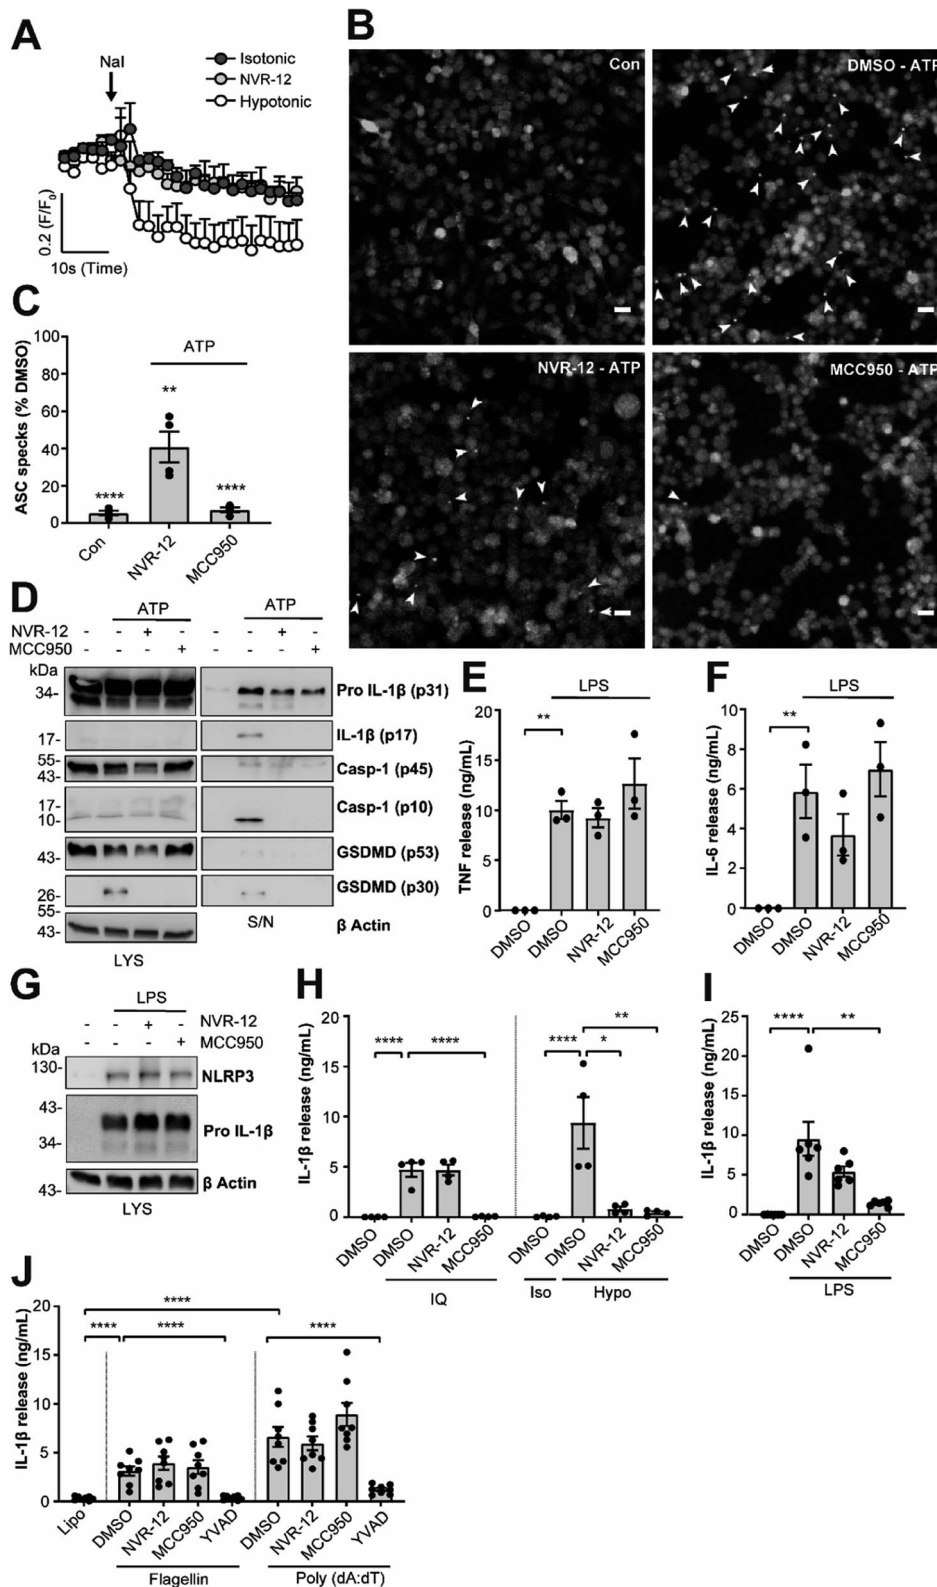 A
NaI
Isotonic
NVR-12
Hypotonic
0.2 (F/F0)
10s (Time)
B
Con
DMSO - ATP
NVR-12 - ATP
MCC950 - ATP
C
ATP
ASC specks (% DMSO)
100
80
60
40
20
0
****
**
****
Con
NVR-12
MCC950
D
ATP
ATP
NVR-12 - - + - - - + -
MCC950 - - - + - - - +
kDa
34- Pro IL-1β (p31)
17- IL-1β (p17)
55-
43- Casp-1 (p45)
17-
10- Casp-1 (p10)
43- GSDMD (p53)
26- GSDMD (p30)
55-
43- β Actin
LYS
S/N
E
LPS
TNF release (ng/mL)
20
15
10
5
0
**
DMSO
DMSO
NVR-12
MCC950
F
LPS
IL-6 release (ng/mL)
10
8
6
4
2
0
**
DMSO
DMSO
NVR-12
MCC950
G
LPS
- - + - NVR-12
- - - + MCC950
kDa
130- NLRP3
43-
34- Pro IL-1β
43- β Actin
LYS
H
IL-1β release (ng/mL)
20
15
10
5
0
**** ****
**
**** *
DMSO
DMSO
NVR-12
MCC950
DMSO
DMSO
NVR-12
MCC950
IQ
Iso
Hypo
I
IL-1β release (ng/mL)
25
20
15
10
5
0
**** **
DMSO
DMSO
NVR-12
MCC950
LPS
J
IL-1β release (ng/mL)
20
15
10
5
0
****
**** **** ****
Lipo
DMSO
NVR-12
MCC950
YVAD
DMSO
NVR-12
MCC950
YVAD
Flagellin
Poly (dA:dT)